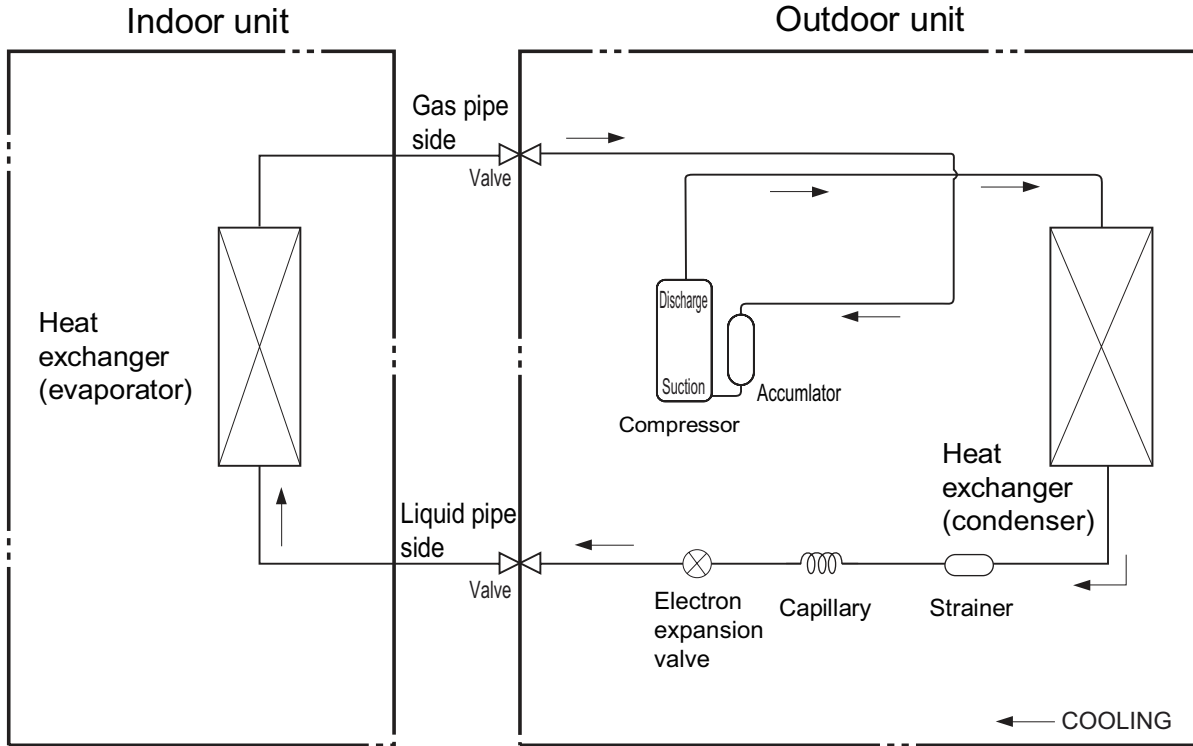 Indoor unit
Outdoor unit
Gas pipe
side
Valve
Discharge
Suction
Accumlator
Compressor
Heat
exchanger
(evaporator)
Heat
exchanger
(condenser)
Liquid pipe
side
Valve
Electron
expansion
valve
Capillary
Strainer
COOLING